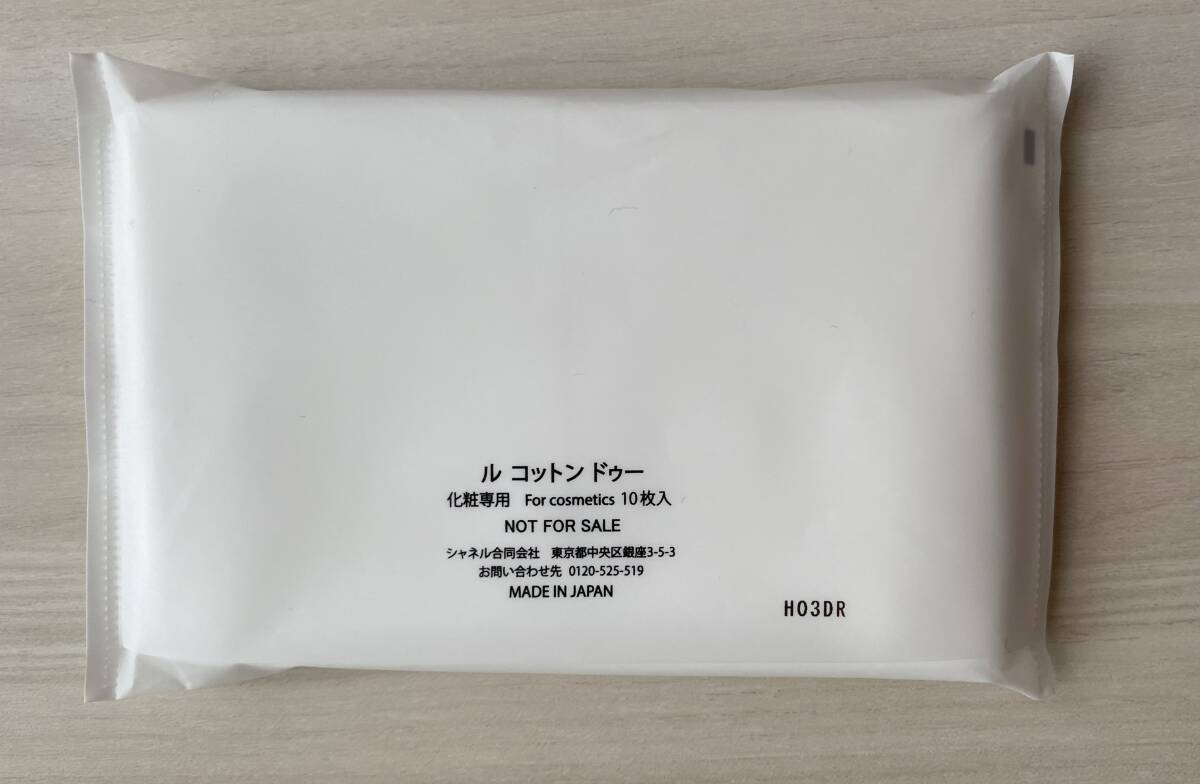 ル コットン ドゥー
化粧専用 For cosmetics 10枚入
NOT FOR SALE
シャネル合同会社 東京都中央区銀座3-5-3
お問い合わせ先 0120-525-519
MADE IN JAPAN
H03DR